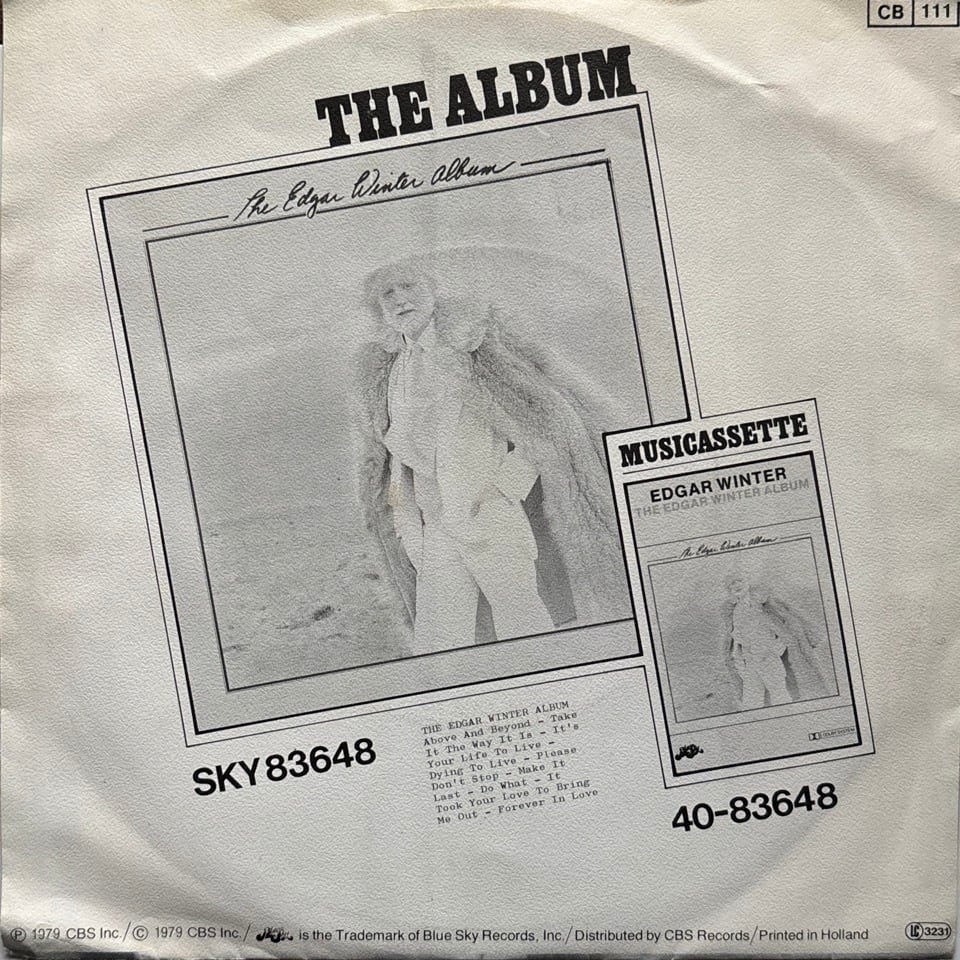 CB 111
THE ALBUM
The Edgar Winter Album
MUSICASSETTE
EDGAR WINTER
THE EDGAR WINTER ALBUM
The Edgar Winter Album
DOLBY SYSTEM
SKY 83648
THE EDGAR WINTER ALBUM
Above And Beyond - Take
It The Way It Is - It's
Your Life To Live -
Dying To Live - Please
Don't Stop - Make It
Last - Do What - It
Took Your Love To Bring
Me Out - Forever In Love
40-83648
Ⓟ 1979 CBS Inc./© 1979 CBS Inc./ is the Trademark of Blue Sky Records, Inc./Distributed by CBS Records/Printed in Holland
LC 3231